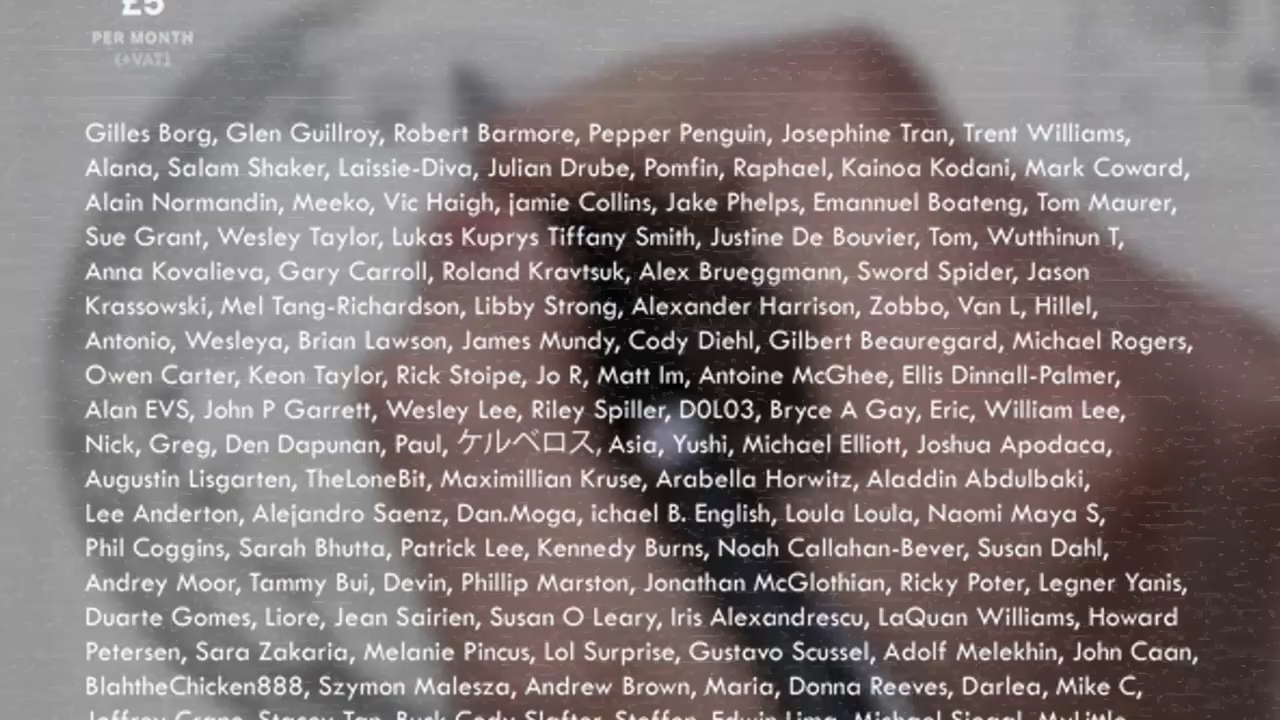 £5
PER MONTH
(+VAT)
Gilles Borg, Glen Guillroy, Robert Barmore, Pepper Penguin, Josephine Tran, Trent Williams,
Alana, Salam Shaker, Laissie-Diva, Julian Drube, Pomfin, Raphael, Kainoa Kodani, Mark Coward,
Alain Normandin, Meeko, Vic Haigh, jamie Collins, Jake Phelps, Emannuel Boateng, Tom Maurer,
Sue Grant, Wesley Taylor, Lukas Kuprys Tiffany Smith, Justine De Bouvier, Tom, Wutthinun T,
Anna Kovalieva, Gary Carroll, Roland Kravtsuk, Alex Brueggmann, Sword Spider, Jason
Krassowski, Mel Tang-Richardson, Libby Strong, Alexander Harrison, Zobbo, Van L, Hillel,
Antonio, Wesleya, Brian Lawson, James Mundy, Cody Diehl, Gilbert Beauregard, Michael Rogers,
Owen Carter, Keon Taylor, Rick Stoipe, Jo R, Matt Im, Antoine McGhee, Ellis Dinnall-Palmer,
Alan EVS, John P Garrett, Wesley Lee, Riley Spiller, D0L03, Bryce A Gay, Eric, William Lee,
Nick, Greg, Den Dapunan, Paul, ケルベロス, Asia, Yushi, Michael Elliott, Joshua Apodaca,
Augustin Lisgarten, TheLoneBit, Maximillian Kruse, Arabella Horwitz, Aladdin Abdulbaki,
Lee Anderton, Alejandro Saenz, Dan.Moga, ichael B. English, Loula Loula, Naomi Maya S,
Phil Coggins, Sarah Bhutta, Patrick Lee, Kennedy Burns, Noah Callahan-Bever, Susan Dahl,
Andrey Moor, Tammy Bui, Devin, Phillip Marston, Jonathan McGlothian, Ricky Poter, Legner Yanis,
Duarte Gomes, Liore, Jean Sairien, Susan O Leary, Iris Alexandrescu, LaQuan Williams, Howard
Petersen, Sara Zakaria, Melanie Pincus, Lol Surprise, Gustavo Scussel, Adolf Melekhin, John Caan,
BlahtheChicken888, Szymon Malesza, Andrew Brown, Maria, Donna Reeves, Darlea, Mike C,